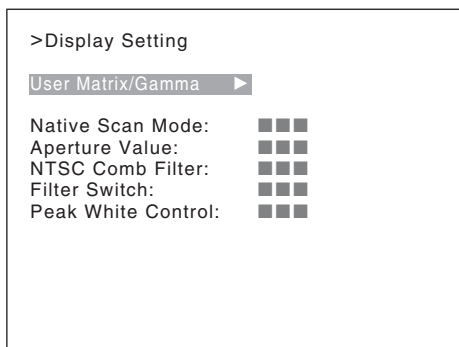 >Display Setting
User Matrix/Gamma ▶
Native Scan Mode: ■■■
Aperture Value: ■■■
NTSC Comb Filter: ■■■
Filter Switch: ■■■
Peak White Control: ■■■